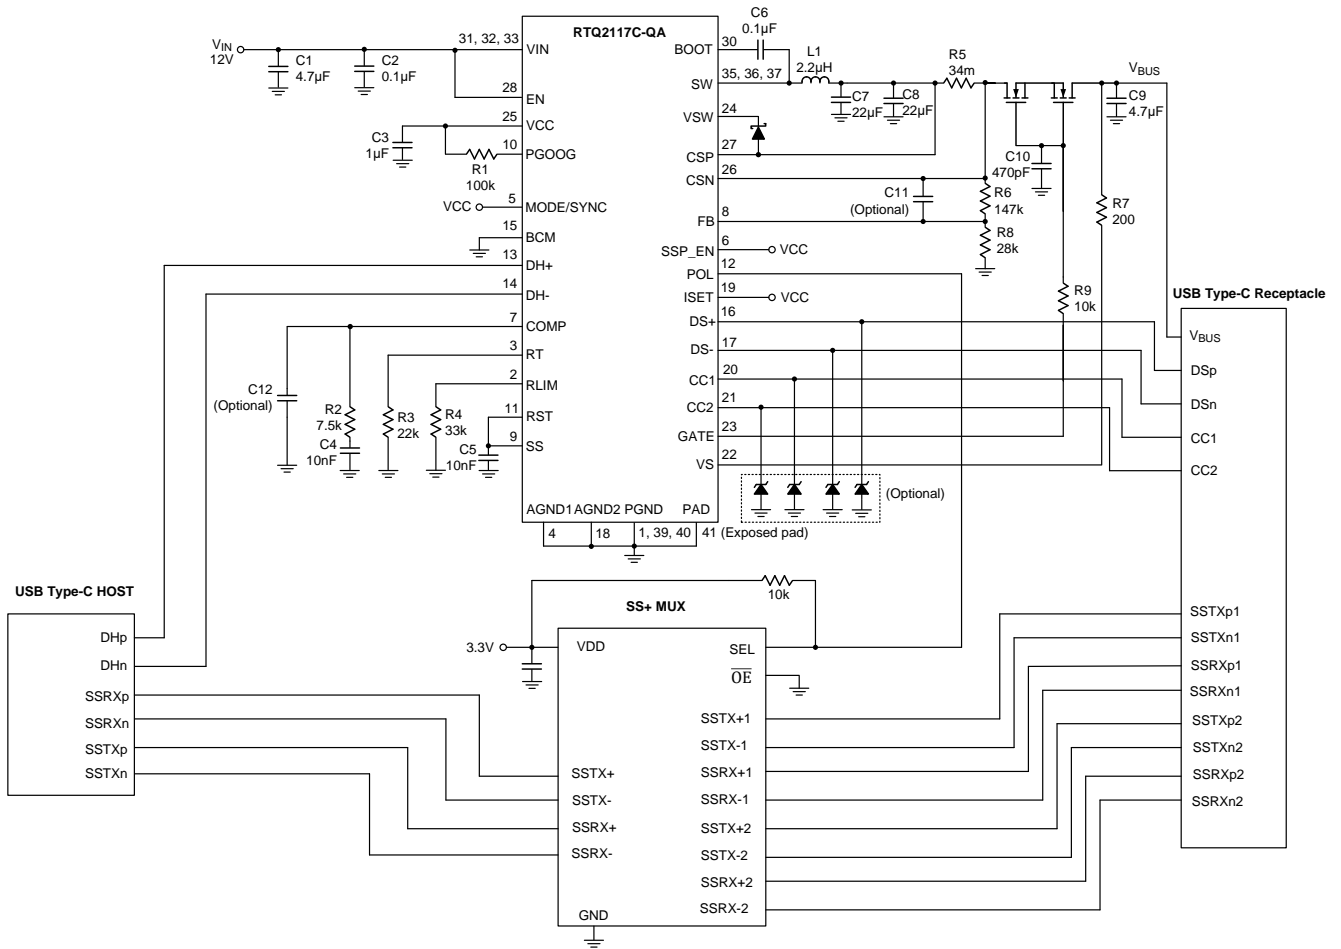 RTQ2117C-QA
V_IN
12V
C1
4.7µF
C2
0.1µF
31, 32, 33
VIN
28
EN
25
VCC
C3
1µF
10
PGOOG
R1
100k
VCC
5
MODE/SYNC
15
BCM
13
DH+
14
DH-
7
COMP
3
RT
2
RLIM
11
RST
9
SS
C12
(Optional)
R2
7.5k
C4
10nF
R3
22k
R4
33k
C5
10nF
AGND1
AGND2
PGND
PAD
4
18
1, 39, 40
41 (Exposed pad)
BOOT
30
C6
0.1µF
SW
35, 36, 37
L1
2.2µH
C7
22µF
C8
22µF
R5
34m
V_BUS
C9
4.7µF
VSW
24
CSP
27
CSN
26
C10
470pF
C11
(Optional)
R6
147k
R7
200
FB
8
R8
28k
SSP_EN
6
VCC
POL
12
ISET
19
VCC
R9
10k
DS+
16
DS-
17
CC1
20
CC2
21
GATE
23
VS
22
(Optional)
USB Type-C Receptacle
V_BUS
DSp
DSn
CC1
CC2
SSTXp1
SSTXn1
SSRXp1
SSRXn1
SSTXp2
SSTXn2
SSRXp2
SSRXn2
USB Type-C HOST
DHp
DHn
SSRXp
SSRXn
SSTXp
SSTXn
10k
SS+ MUX
3.3V
VDD
SEL
OE
SSTX+1
SSTX-1
SSRX+1
SSRX-1
SSTX+2
SSTX-2
SSRX+2
SSRX-2
SSTX+
SSTX-
SSRX+
SSRX-
GND